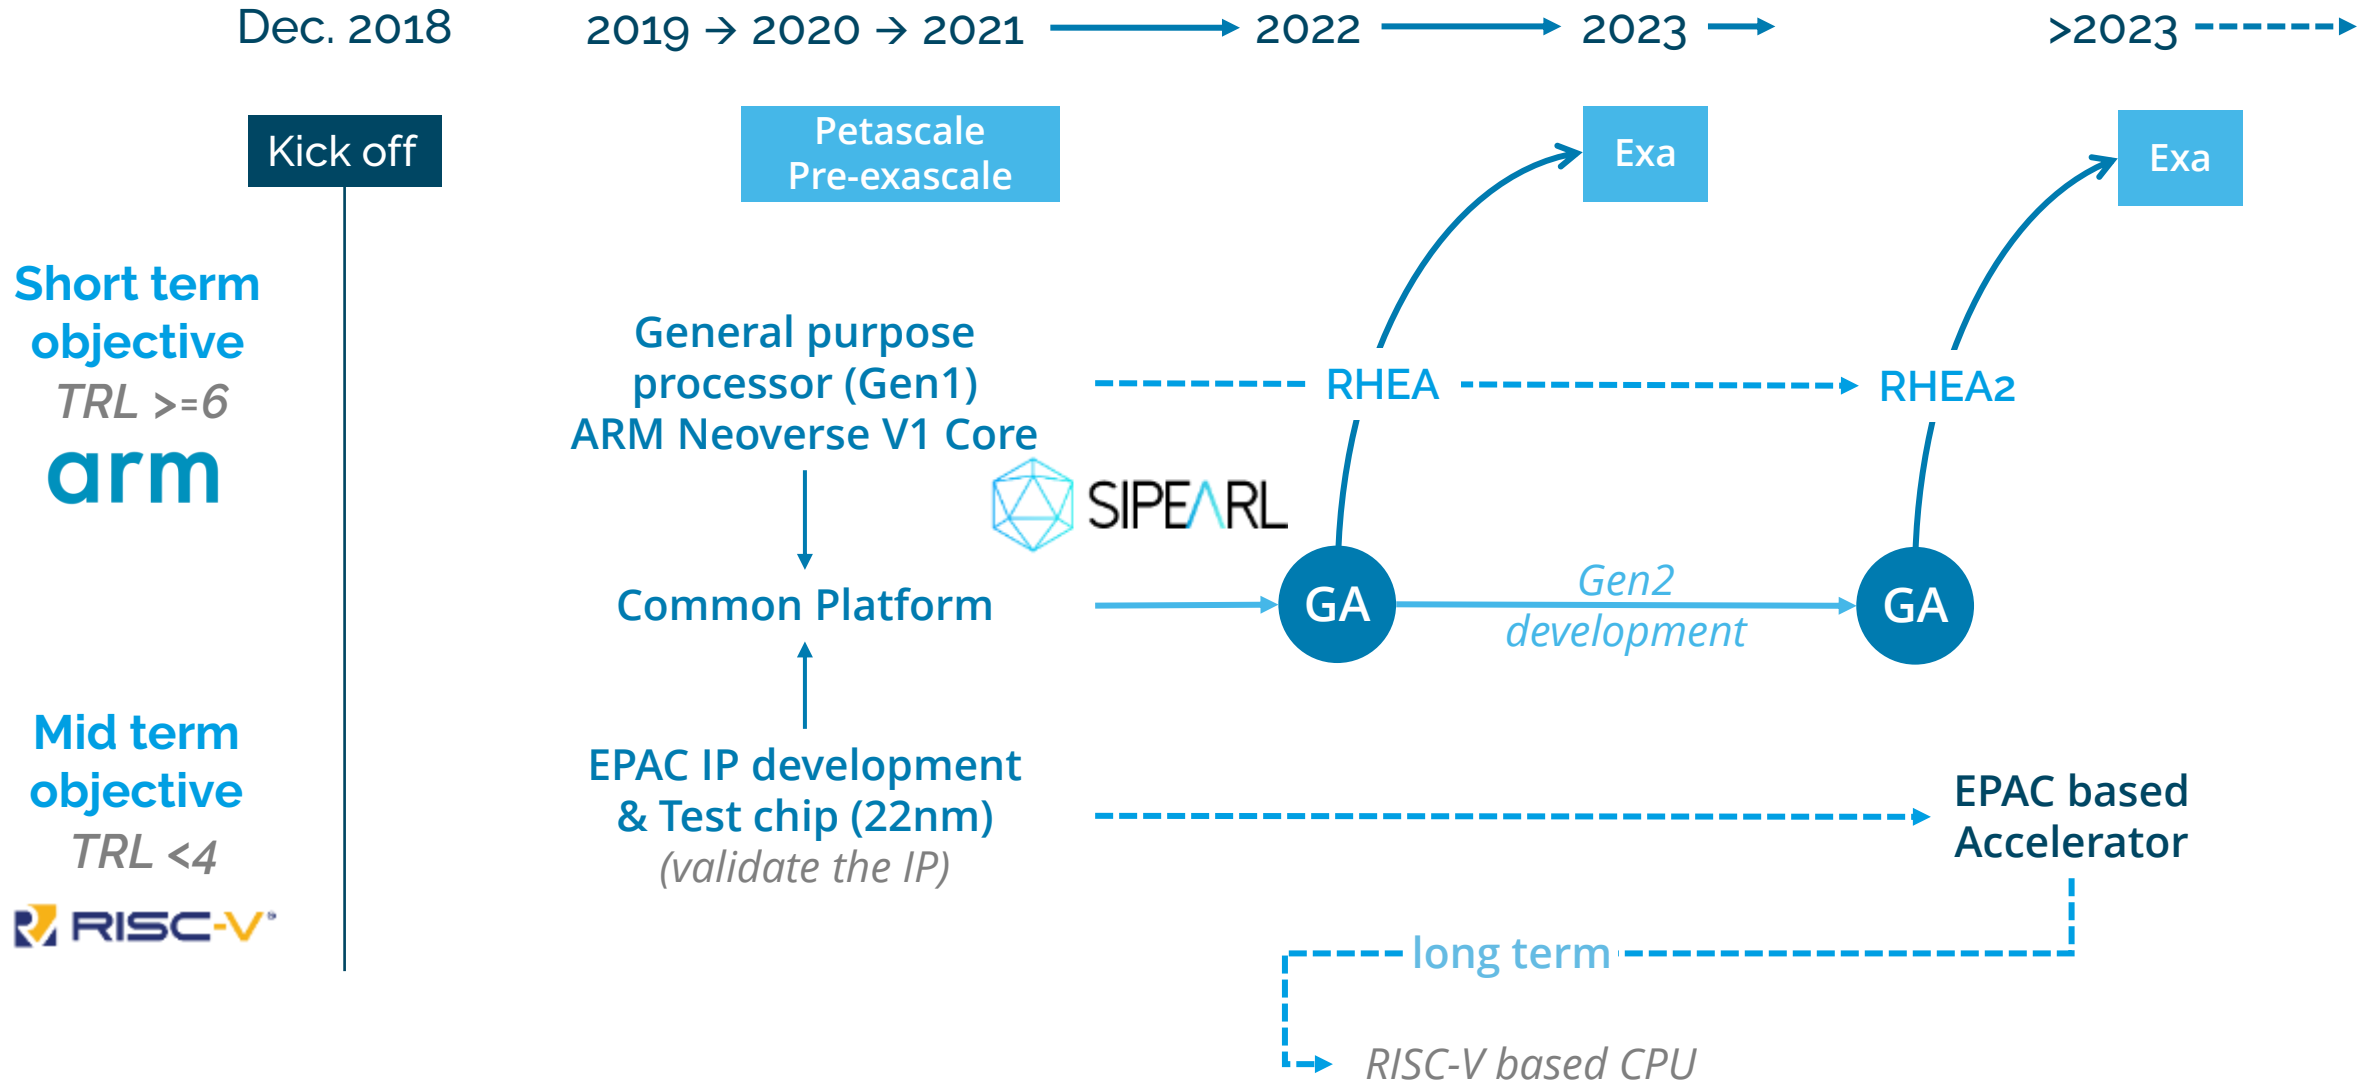 Dec. 2018
2019 → 2020 → 2021
2022
2023
>2023
Kick off
Petascale
Pre-exascale
Exa
Exa
Short term
objective
TRL >=6
arm
General purpose
processor (Gen1)
ARM Neoverse V1 Core
RHEA
RHEA2
SIPEARL
Common Platform
GA
Gen2
development
GA
Mid term
objective
TRL <4
RISC-V®
EPAC IP development
& Test chip (22nm)
(validate the IP)
EPAC based
Accelerator
long term
RISC-V based CPU